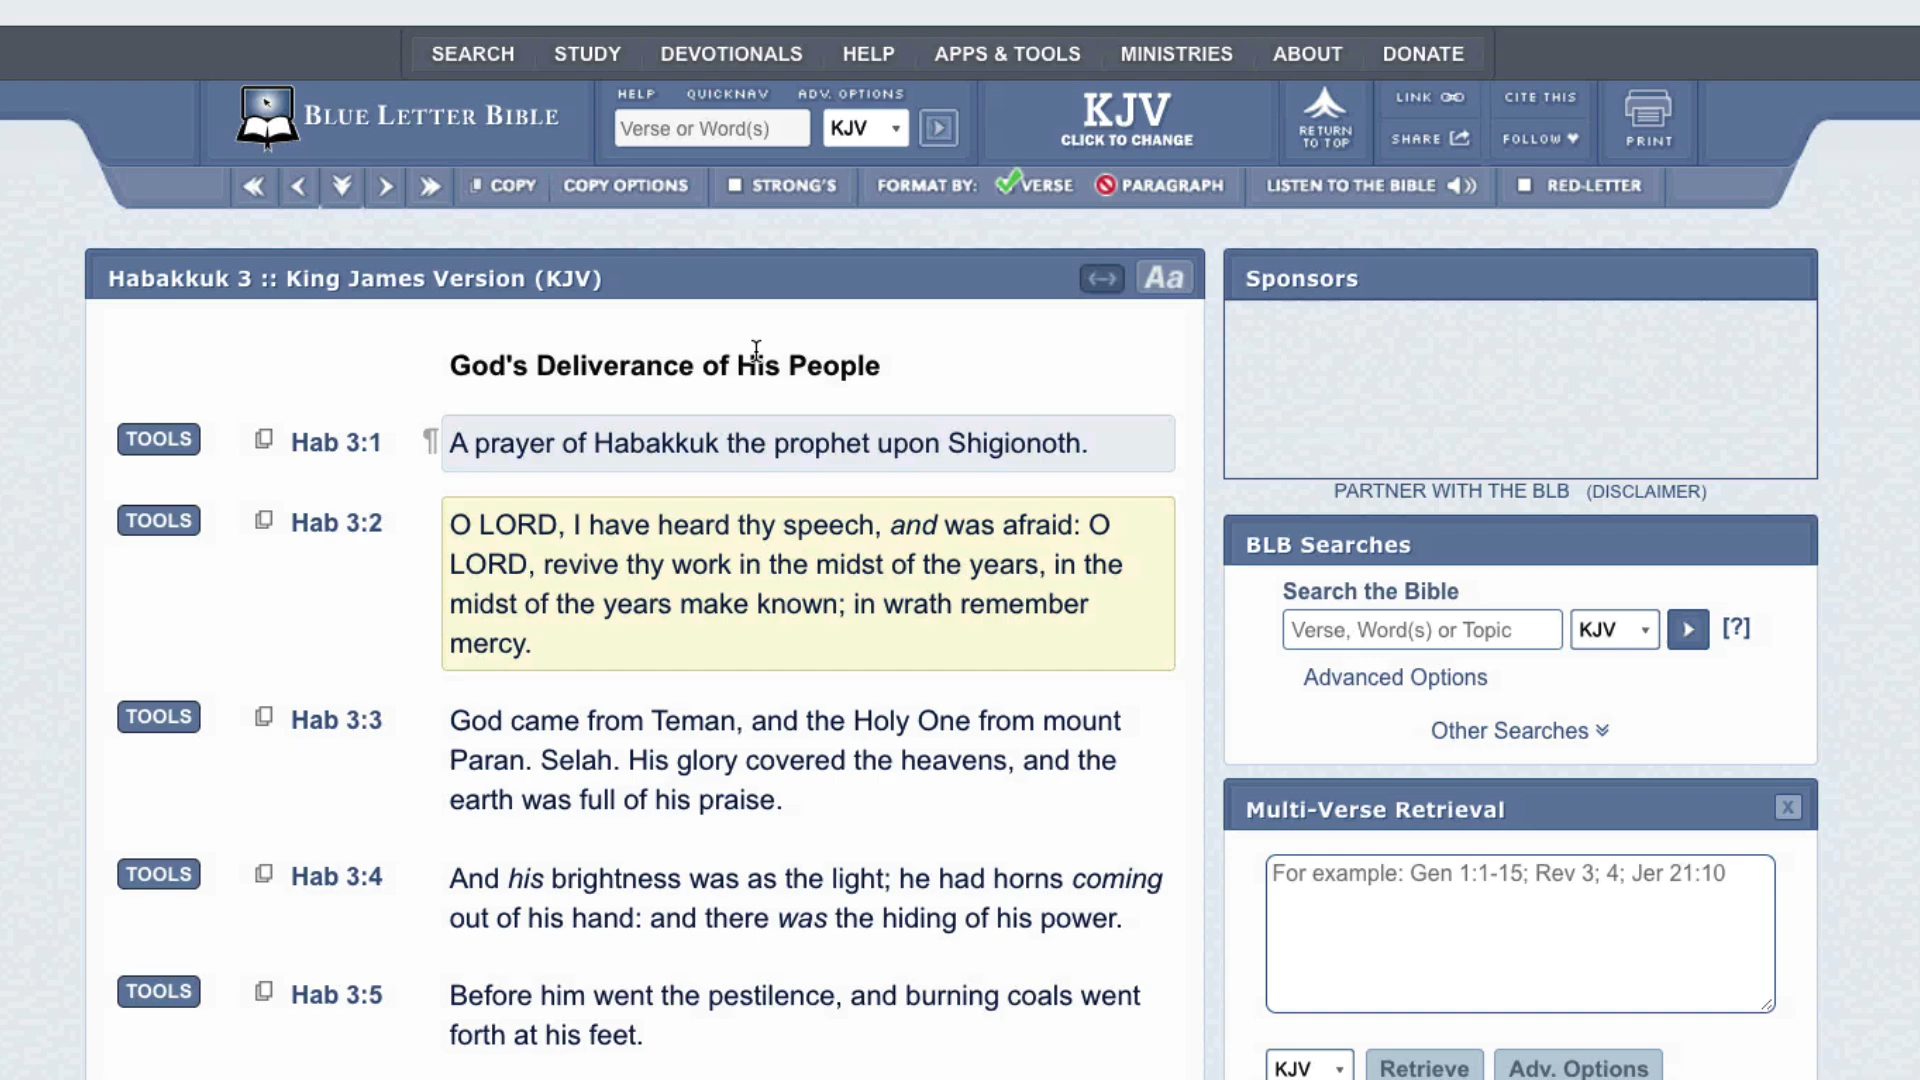 SEARCH STUDY DEVOTIONALS HELP APPS & TOOLS MINISTRIES ABOUT DONATE
BLUE LETTER BIBLE
HELP QUICKNAV ADV. OPTIONS
Verse or Word(s) KJV
KJV
CLICK TO CHANGE
RETURN
TO TOP
LINK CITE THIS
SHARE FOLLOW
PRINT
COPY COPY OPTIONS STRONG'S FORMAT BY: VERSE PARAGRAPH LISTEN TO THE BIBLE RED-LETTER
Habakkuk 3 :: King James Version (KJV) Aa
God's Deliverance of His People
TOOLS Hab 3:1 ¶ A prayer of Habakkuk the prophet upon Shigionoth.
TOOLS Hab 3:2 O LORD, I have heard thy speech, and was afraid: O
LORD, revive thy work in the midst of the years, in the
midst of the years make known; in wrath remember
mercy.
TOOLS Hab 3:3 God came from Teman, and the Holy One from mount
Paran. Selah. His glory covered the heavens, and the
earth was full of his praise.
TOOLS Hab 3:4 And his brightness was as the light; he had horns coming
out of his hand: and there was the hiding of his power.
TOOLS Hab 3:5 Before him went the pestilence, and burning coals went
forth at his feet.
Sponsors
PARTNER WITH THE BLB (DISCLAIMER)
BLB Searches
Search the Bible
Verse, Word(s) or Topic KJV [?]
Advanced Options
Other Searches
Multi-Verse Retrieval X
For example: Gen 1:1-15; Rev 3; 4; Jer 21:10
KJV Retrieve Adv. Options